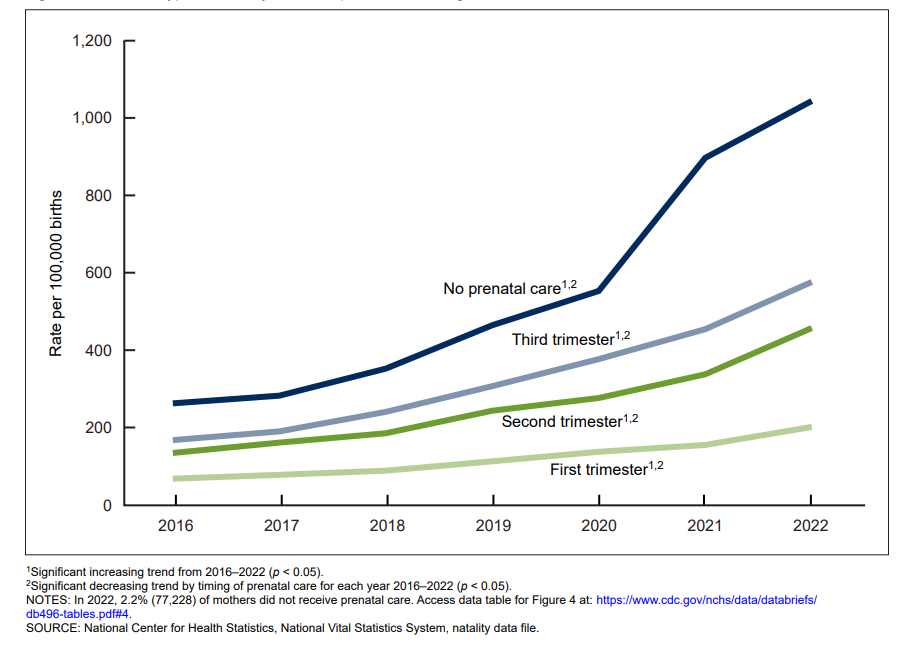 1,200
1,000
800
600
400
200
0
Rate per 100,000 births
No prenatal care1,2
Third trimester1,2
Second trimester1,2
First trimester1,2
2016 2017 2018 2019 2020 2021 2022
1Significant increasing trend from 2016–2022 (p < 0.05).
2Significant decreasing trend by timing of prenatal care for each year 2016–2022 (p < 0.05).
NOTES: In 2022, 2.2% (77,228) of mothers did not receive prenatal care. Access data table for Figure 4 at: https://www.cdc.gov/nchs/data/databriefs/
db496-tables.pdf#4.
SOURCE: National Center for Health Statistics, National Vital Statistics System, natality data file.